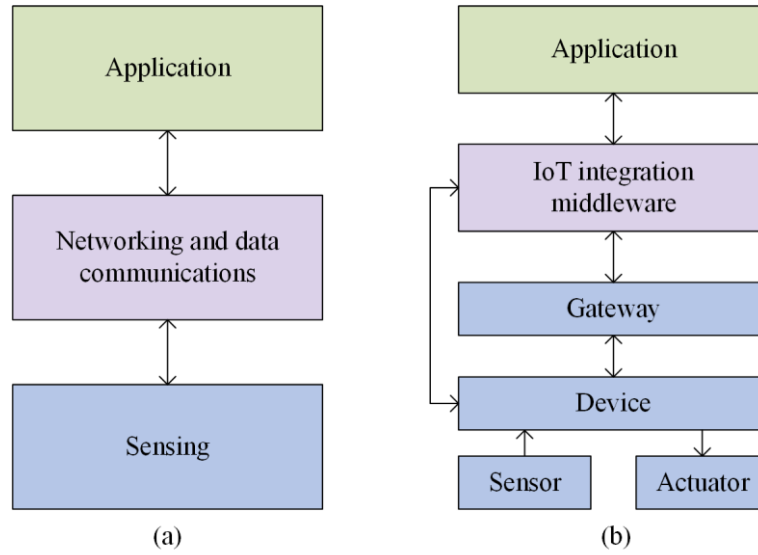 Application
Networking and data
communications
Sensing
(a)
Application
IoT integration
middleware
Gateway
Device
Sensor
Actuator
(b)